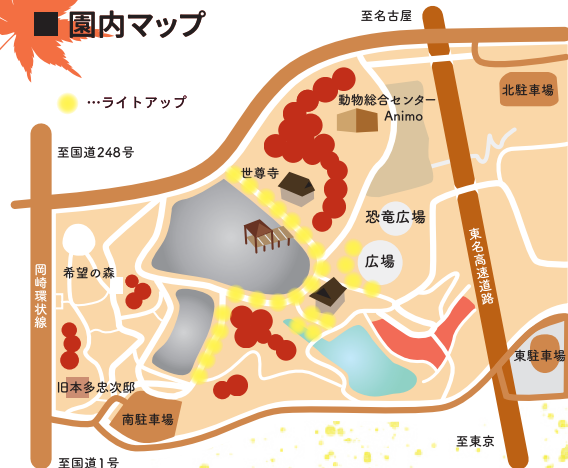 園内マップ
至名古屋
…ライトアップ
北駐車場
動物総合センター
Animo
至国道248号
世尊寺
恐竜広場
広場
東名高速道路
岡崎環状線
希望の森
東駐車場
旧本多忠次邸
南駐車場
至東京
至国道1号